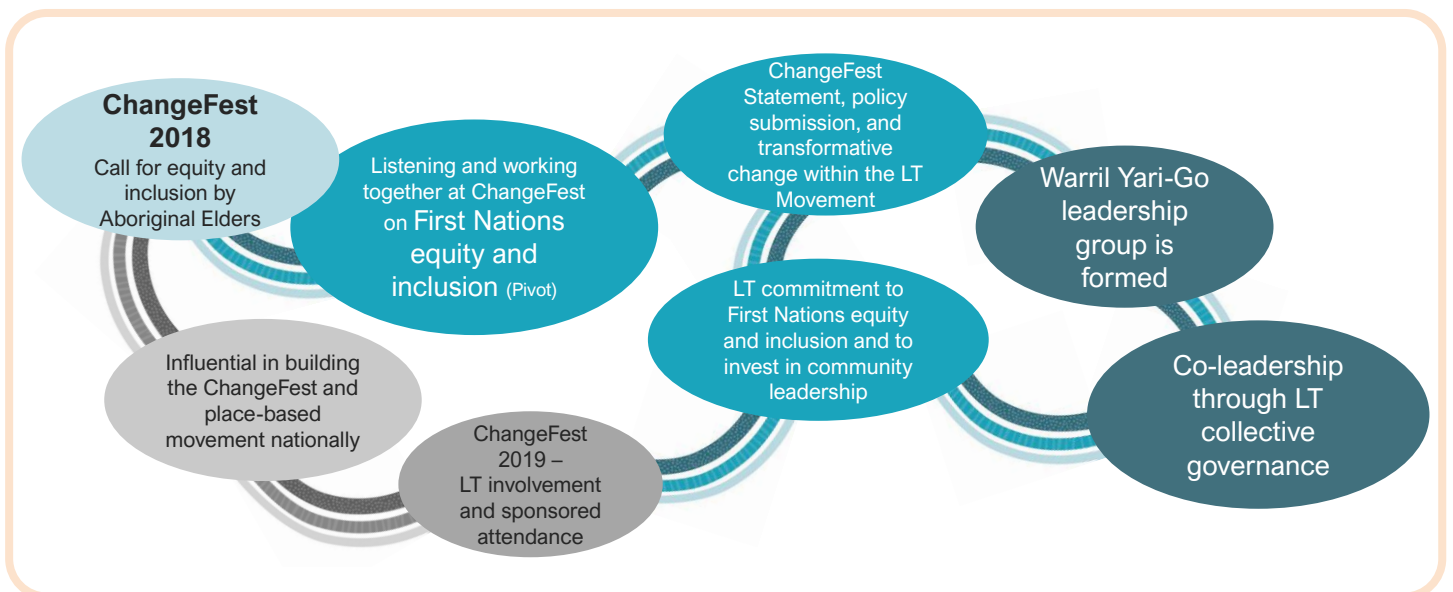 ChangeFest
2018
Call for equity and
inclusion by
Aboriginal Elders
Listening and working
together at ChangeFest
on First Nations
equity and
inclusion (Pivot)
ChangeFest
Statement, policy
submission, and
transformative
change within the LT
Movement
Warril Yari-Go
leadership
group is
formed
Influential in building
the ChangeFest and
place-based
movement nationally
ChangeFest
2019 –
LT involvement
and sponsored
attendance
LT commitment to
First Nations equity
and inclusion and to
invest in community
leadership
Co-leadership
through LT
collective
governance